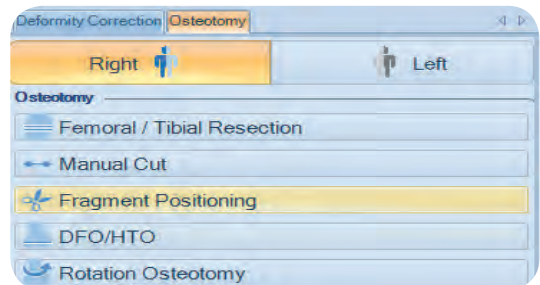 Deformity Correction Osteotomy
Right Left
Osteotomy
Femoral / Tibial Resection
Manual Cut
Fragment Positioning
DFO/HTO
Rotation Osteotomy